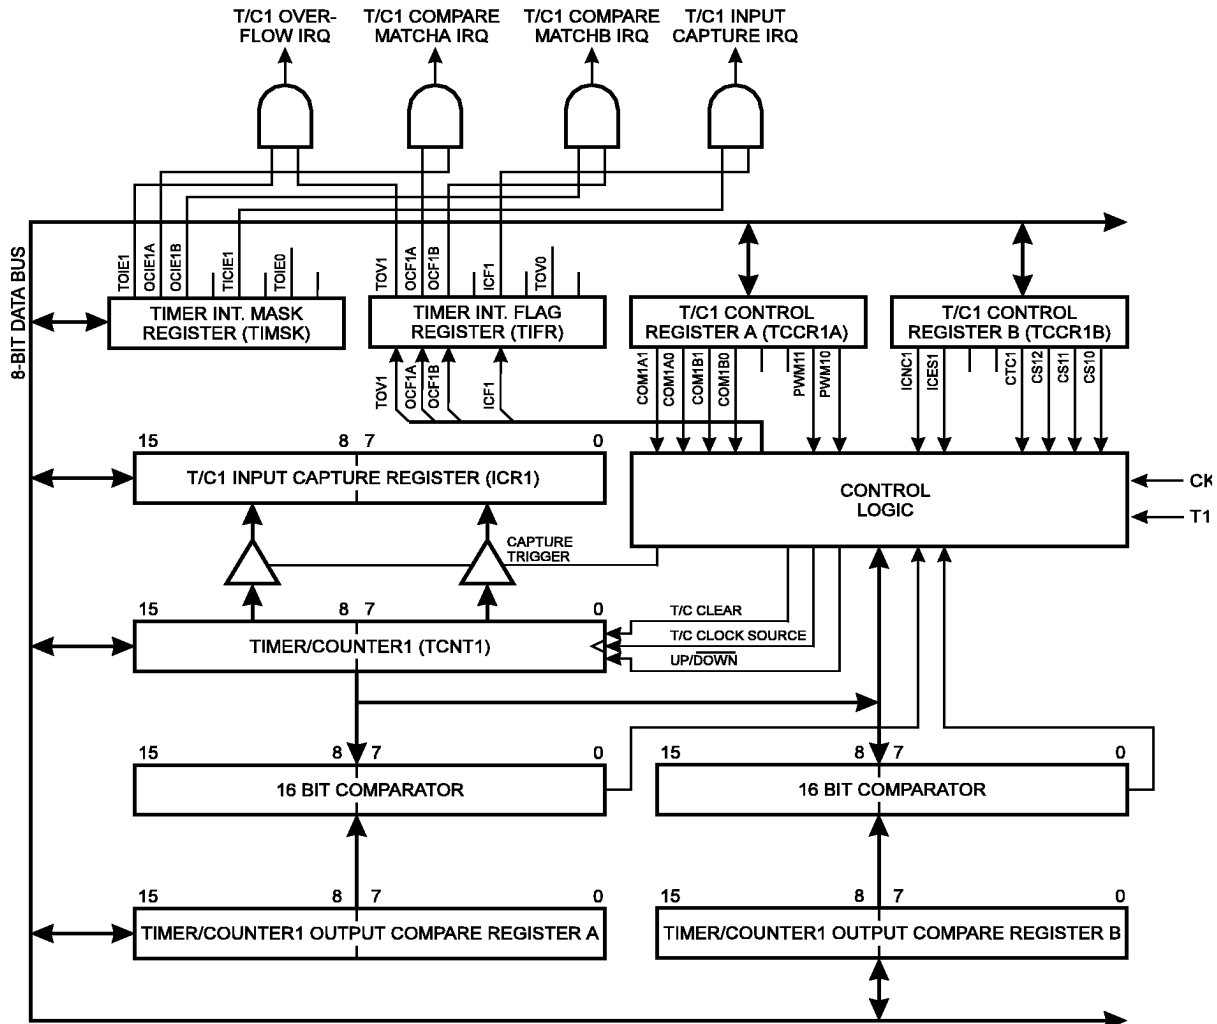 T/C1 OVER-
FLOW IRQ
T/C1 COMPARE
MATCHA IRQ
T/C1 COMPARE
MATCHB IRQ
T/C1 INPUT
CAPTURE IRQ
8-BIT DATA BUS
TOIE1
OCIE1A
OCIE1B
TICIE1
TOIE0
TOV1
OCF1A
OCF1B
ICF1
TOV0
TIMER INT. MASK
REGISTER (TIMSK)
TIMER INT. FLAG
REGISTER (TIFR)
T/C1 CONTROL
REGISTER A (TCCR1A)
T/C1 CONTROL
REGISTER B (TCCR1B)
TOV1
OCF1A
OCF1B
ICF1
COM1A1
COM1A0
COM1B1
COM1B0
PWM11
PWM10
ICNC1
ICES1
CTC1
CS12
CS11
CS10
15 8 7 0
T/C1 INPUT CAPTURE REGISTER (ICR1)
CONTROL
LOGIC
CK
T1
CAPTURE
TRIGGER
15 8 7 0
TIMER/COUNTER1 (TCNT1)
T/C CLEAR
T/C CLOCK SOURCE
UP/DOWN
15 8 7 0
16 BIT COMPARATOR
15 8 7 0
16 BIT COMPARATOR
15 8 7 0
TIMER/COUNTER1 OUTPUT COMPARE REGISTER A
15 8 7 0
TIMER/COUNTER1 OUTPUT COMPARE REGISTER B